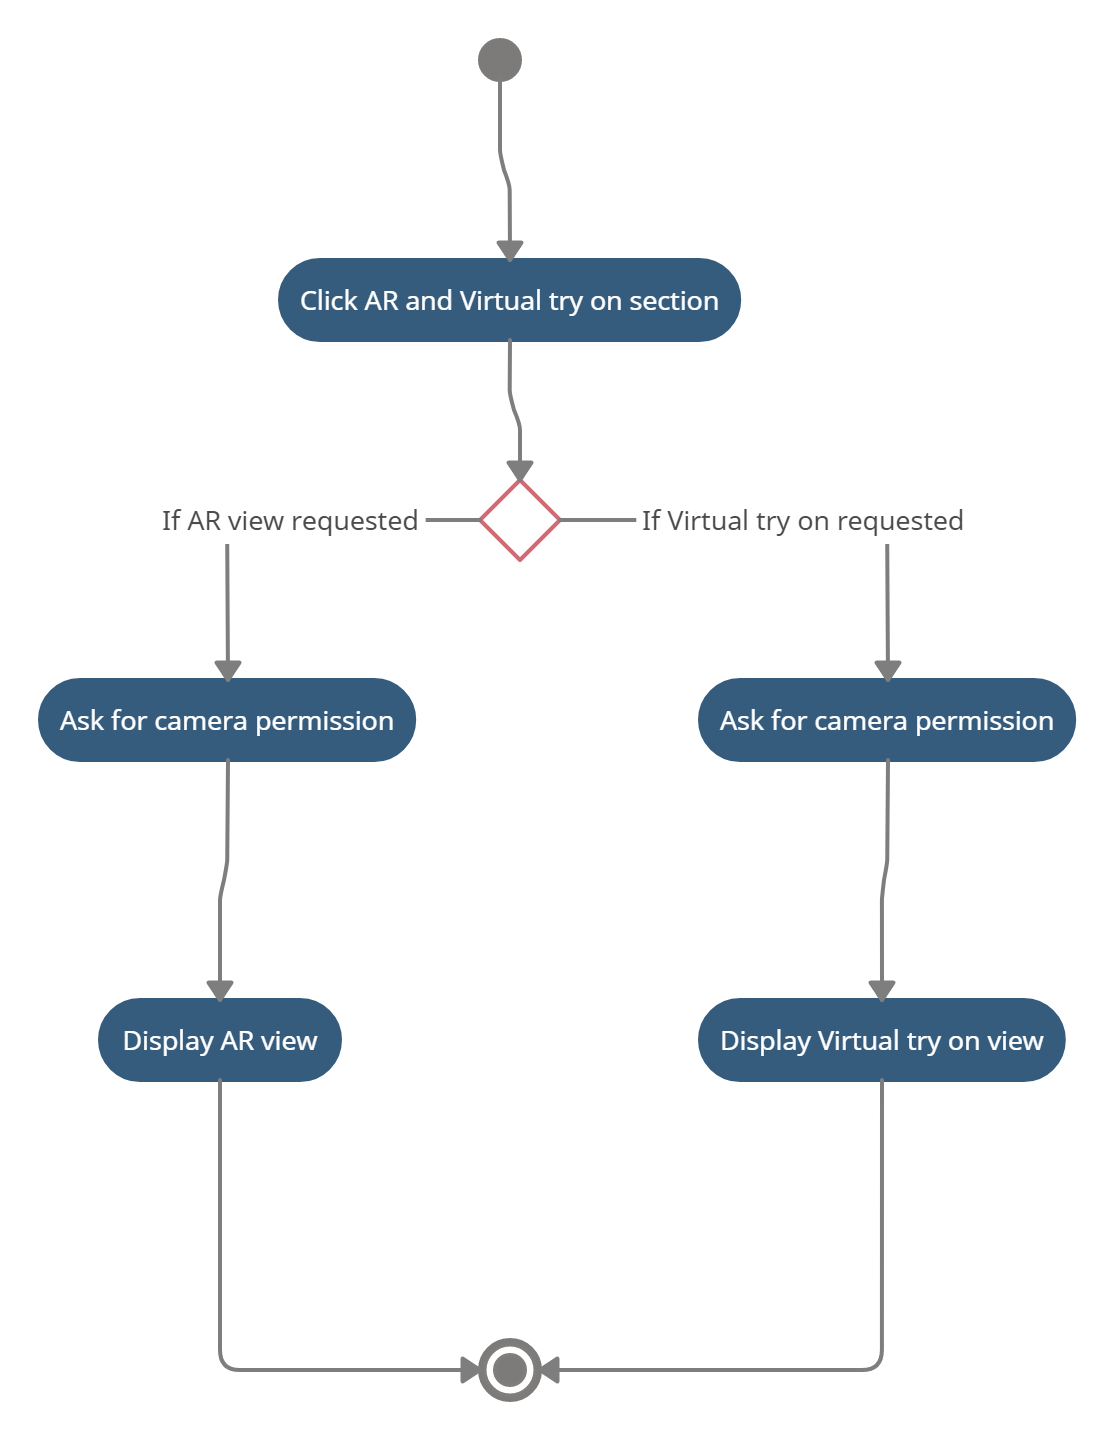 Click AR and Virtual try on section
If AR view requested
If Virtual try on requested
Ask for camera permission
Ask for camera permission
Display AR view
Display Virtual try on view